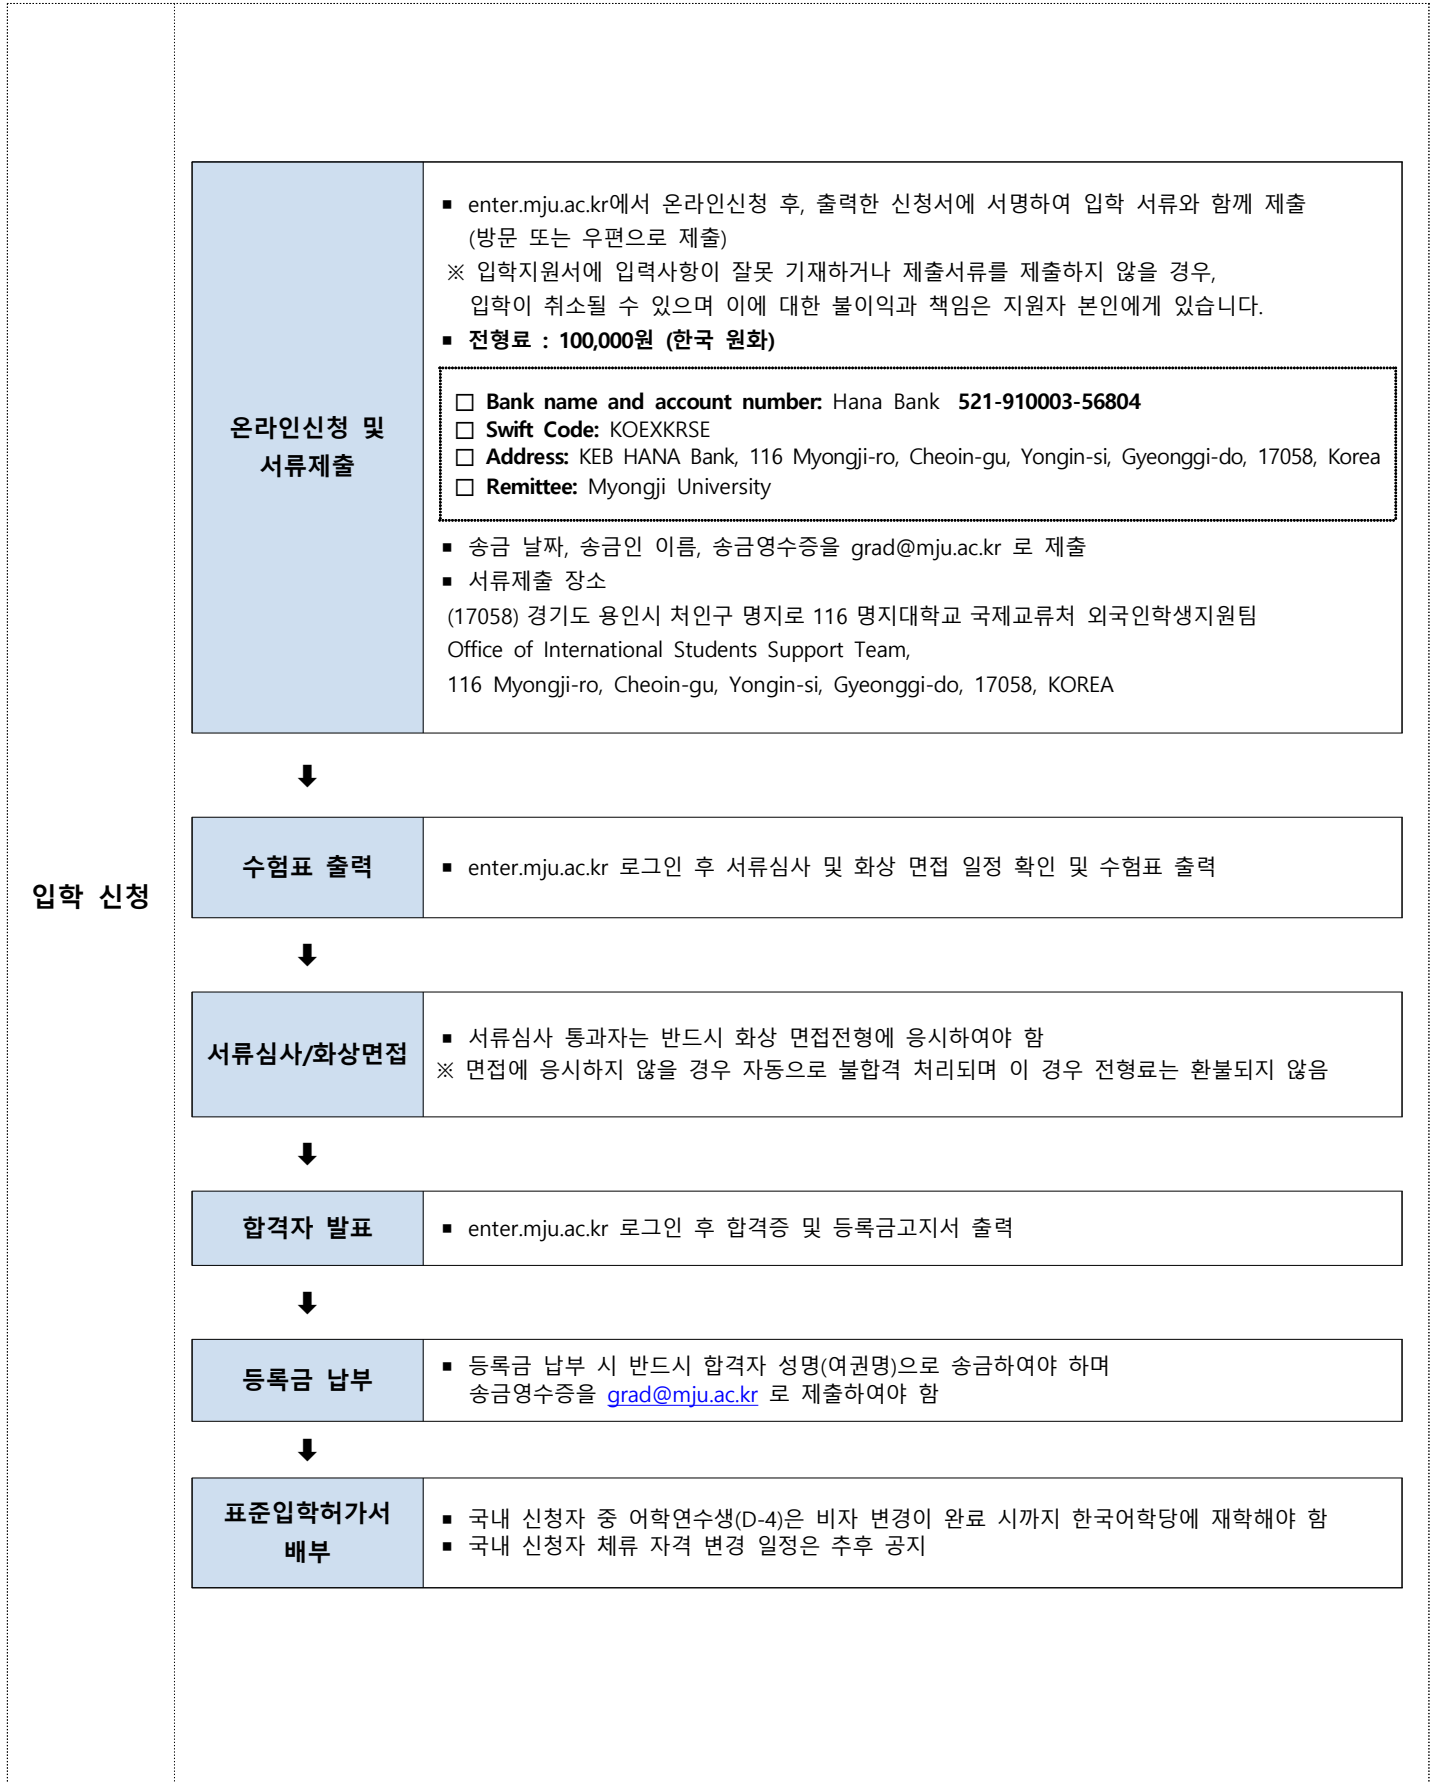 입학 신청
온라인신청 및
서류제출
▪ enter.mju.ac.kr에서 온라인신청 후, 출력한 신청서에 서명하여 입학 서류와 함께 제출
(방문 또는 우편으로 제출)
※ 입학지원서에 입력사항이 잘못 기재하거나 제출서류를 제출하지 않을 경우,
입학이 취소될 수 있으며 이에 대한 불이익과 책임은 지원자 본인에게 있습니다.
▪ 전형료 : 100,000원 (한국 원화)
□ Bank name and account number: Hana Bank 521-910003-56804
□ Swift Code: KOEXKRSE
□ Address: KEB HANA Bank, 116 Myongji-ro, Cheoin-gu, Yongin-si, Gyeonggi-do, 17058, Korea
□ Remittee: Myongji University
▪ 송금 날짜, 송금인 이름, 송금영수증을 grad@mju.ac.kr 로 제출
▪ 서류제출 장소
(17058) 경기도 용인시 처인구 명지로 116 명지대학교 국제교류처 외국인학생지원팀
Office of International Students Support Team,
116 Myongji-ro, Cheoin-gu, Yongin-si, Gyeonggi-do, 17058, KOREA
⬇
수험표 출력
▪ enter.mju.ac.kr 로그인 후 서류심사 및 화상 면접 일정 확인 및 수험표 출력
⬇
서류심사/화상면접
▪ 서류심사 통과자는 반드시 화상 면접전형에 응시하여야 함
※ 면접에 응시하지 않을 경우 자동으로 불합격 처리되며 이 경우 전형료는 환불되지 않음
⬇
합격자 발표
▪ enter.mju.ac.kr 로그인 후 합격증 및 등록금고지서 출력
⬇
등록금 납부
▪ 등록금 납부 시 반드시 합격자 성명(여권명)으로 송금하여야 하며
송금영수증을 grad@mju.ac.kr 로 제출하여야 함
⬇
표준입학허가서
배부
▪ 국내 신청자 중 어학연수생(D-4)은 비자 변경이 완료 시까지 한국어학당에 재학해야 함
▪ 국내 신청자 체류 자격 변경 일정은 추후 공지